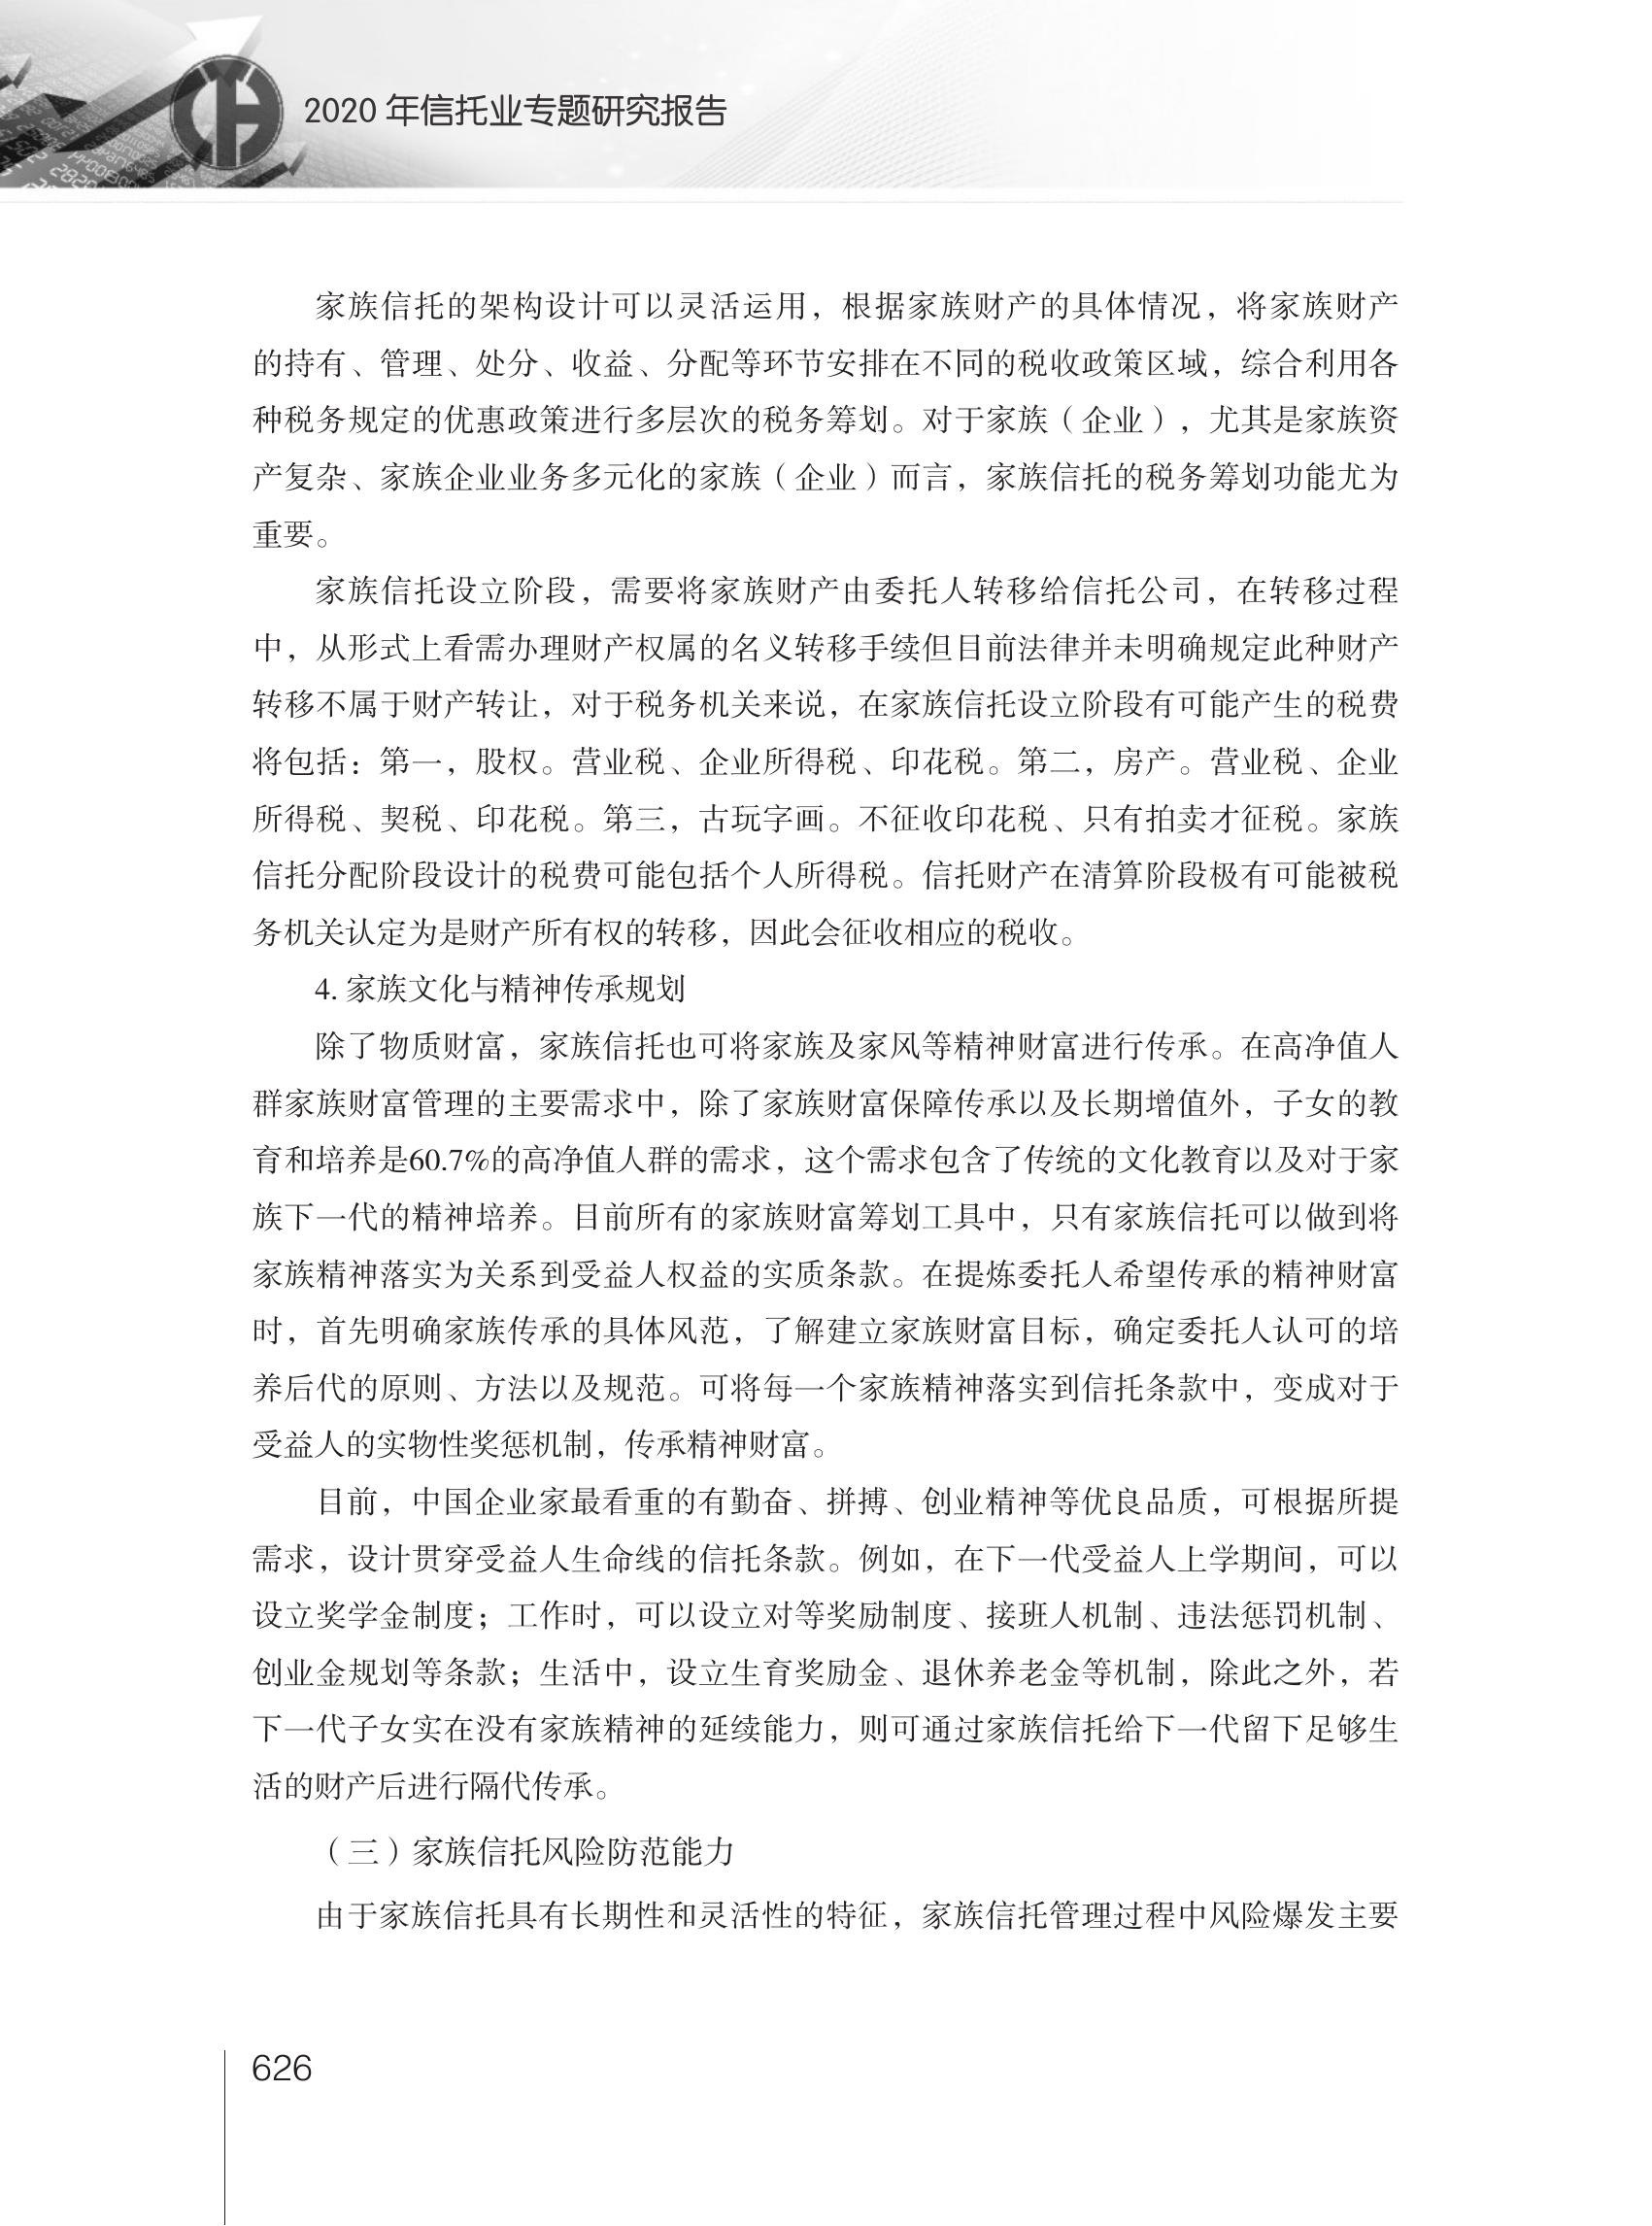 2020 年信托业专题研究报告
家族信托的架构设计可以灵活运用，根据家族财产的具体情况，将家族财产
的持有、管理、处分、收益、分配等环节安排在不同的税收政策区域，综合利用各
种税务规定的优惠政策进行多层次的税务筹划。对于家族（企业），尤其是家族资
产复杂、家族企业业务多元化的家族（企业）而言，家族信托的税务筹划功能尤为
重要。
家族信托设立阶段，需要将家族财产由委托人转移给信托公司，在转移过程
中，从形式上看需办理财产权属的名义转移手续但目前法律并未明确规定此种财产
转移不属于财产转让，对于税务机关来说，在家族信托设立阶段有可能产生的税费
将包括：第一，股权。营业税、企业所得税、印花税。第二，房产。营业税、企业
所得税、契税、印花税。第三，古玩字画。不征收印花税、只有拍卖才征税。家族
信托分配阶段设计的税费可能包括个人所得税。信托财产在清算阶段极有可能被税
务机关认定为是财产所有权的转移，因此会征收相应的税收。
4. 家族文化与精神传承规划
除了物质财富，家族信托也可将家族及家风等精神财富进行传承。在高净值人
群家族财富管理的主要需求中，除了家族财富保障传承以及长期增值外，子女的教
育和培养是60.7%的高净值人群的需求，这个需求包含了传统的文化教育以及对于家
族下一代的精神培养。目前所有的家族财富筹划工具中，只有家族信托可以做到将
家族精神落实为关系到受益人权益的实质条款。在提炼委托人希望传承的精神财富
时，首先明确家族传承的具体风范，了解建立家族财富目标，确定委托人认可的培
养后代的原则、方法以及规范。可将每一个家族精神落实到信托条款中，变成对于
受益人的实物性奖惩机制，传承精神财富。
目前，中国企业家最看重的有勤奋、拼搏、创业精神等优良品质，可根据所提
需求，设计贯穿受益人生命线的信托条款。例如，在下一代受益人上学期间，可以
设立奖学金制度；工作时，可以设立对等奖励制度、接班人机制、违法惩罚机制、
创业金规划等条款；生活中，设立生育奖励金、退休养老金等机制，除此之外，若
下一代子女实在没有家族精神的延续能力，则可通过家族信托给下一代留下足够生
活的财产后进行隔代传承。
（三）家族信托风险防范能力
由于家族信托具有长期性和灵活性的特征，家族信托管理过程中风险爆发主要
626